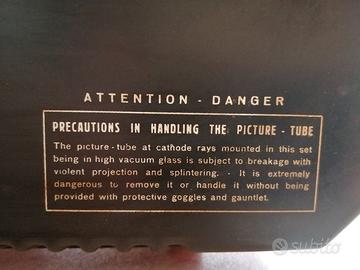 ATTENTION - DANGER
PRECAUTIONS IN HANDLING THE PICTURE - TUBE
The picture - tube at cathode rays mounted in this set
being in high vacuum glass is subject to breakage with
violent projection and splintering. - It is extremely
dangerous to remove it or handle it without being
provided with protective goggles and gauntlet.
subito